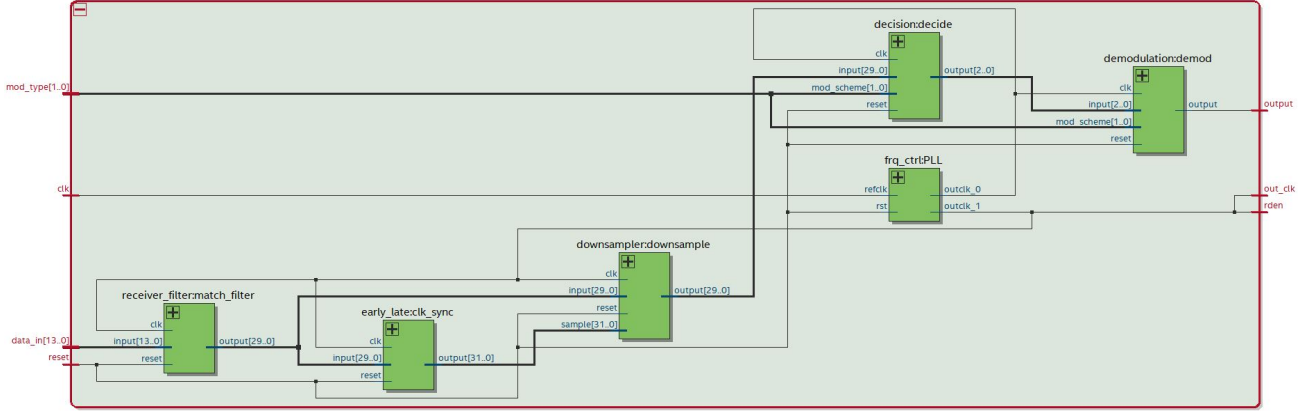 decision:decide
clk
input[29..0]
output[2..0]
mod_scheme[1..0]
reset
demodulation:demod
clk
input[2..0]
output
mod_scheme[1..0]
reset
mod_type[1..0]
output
frq_ctrl:PLL
refclk
outclk_0
rst
outclk_1
clk
out_clk
rden
downsampler:downsample
clk
input[29..0]
output[29..0]
reset
sample[31..0]
receiver_filter:match_filter
clk
input[13..0]
output[29..0]
reset
early_late:clk_sync
clk
input[29..0]
output[31..0]
reset
data_in[13..0]
reset